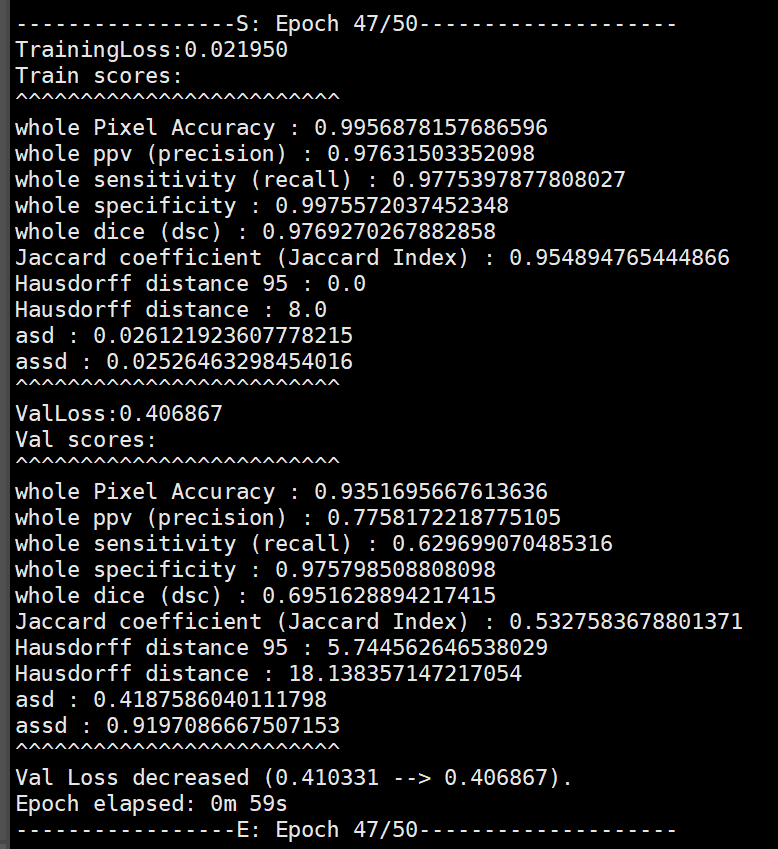 -----------------S: Epoch 47/50--------------------
TrainingLoss:0.021950
Train scores:
^^^^^^^^^^^^^^^^^^^^^^^^^
whole Pixel Accuracy : 0.9956878157686596
whole ppv (precision) : 0.97631503352098
whole sensitivity (recall) : 0.9775397877808027
whole specificity : 0.9975572037452348
whole dice (dsc) : 0.9769270267882858
Jaccard coefficient (Jaccard Index) : 0.954894765444866
Hausdorff distance 95 : 0.0
Hausdorff distance : 8.0
asd : 0.026121923607778215
assd : 0.02526463298454016
^^^^^^^^^^^^^^^^^^^^^^^^^
ValLoss:0.406867
Val scores:
^^^^^^^^^^^^^^^^^^^^^^^^^
whole Pixel Accuracy : 0.9351695667613636
whole ppv (precision) : 0.7758172218775105
whole sensitivity (recall) : 0.629699070485316
whole specificity : 0.975798508808098
whole dice (dsc) : 0.6951628894217415
Jaccard coefficient (Jaccard Index) : 0.5327583678801371
Hausdorff distance 95 : 5.744562646538029
Hausdorff distance : 18.138357147217054
asd : 0.4187586040111798
assd : 0.9197086667507153
^^^^^^^^^^^^^^^^^^^^^^^^^
Val Loss decreased (0.410331 --> 0.406867).
Epoch elapsed: 0m 59s
-----------------E: Epoch 47/50--------------------